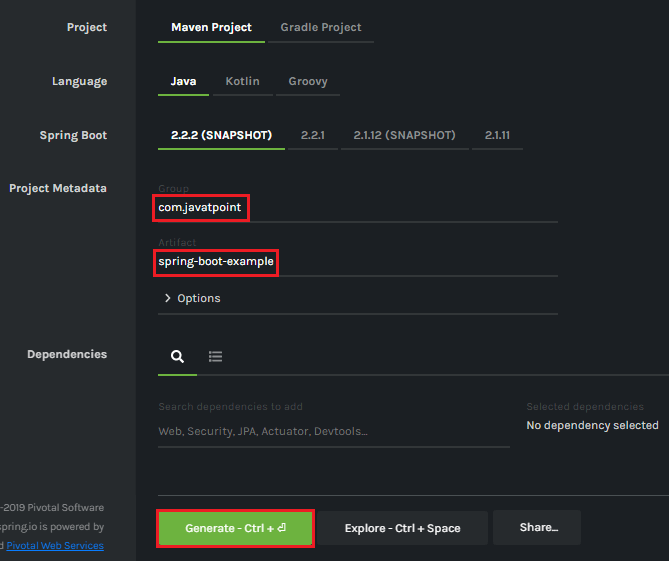 Project
Maven Project
Gradle Project
Language
Java
Kotlin
Groovy
Spring Boot
2.2.2 (SNAPSHOT)
2.2.1
2.1.12 (SNAPSHOT)
2.1.11
Project Metadata
Group
com.javatpoint
Artifact
spring-boot-example
Options
Dependencies
Search dependencies to add
Web, Security, JPA, Actuator, Devtools...
Selected dependencies
No dependency selected
-2019 Pivotal Software
spring.io is powered by
Pivotal Web Services
Generate - Ctrl + ⏎
Explore - Ctrl + Space
Share...